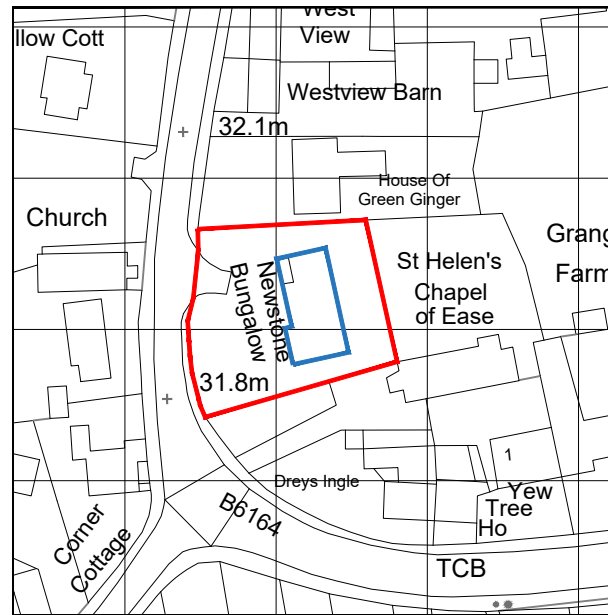 West
View
llow Cott
Westview Barn
32.1m
House Of
Green Ginger
Church
Grang
Farm
St Helen's
Chapel
of Ease
Newstone
Bungalow
31.8m
Dreys Ingle
1
Yew
Tree
Ho
B6164
Corner
Cottage
TCB